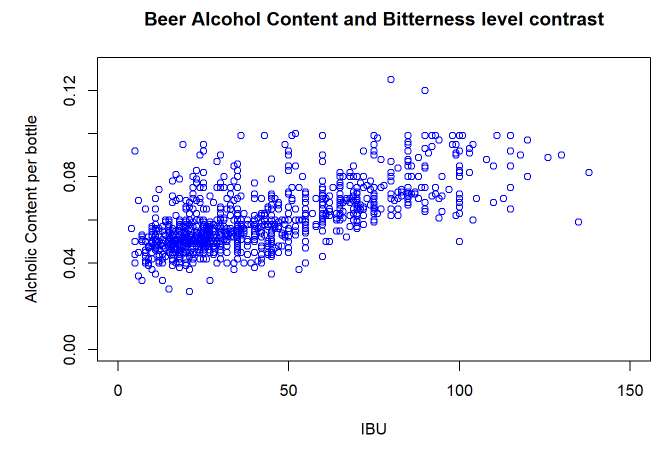 Beer Alcohol Content and Bitterness level contrast
Alcholic Content per bottle
0.12
0.08
0.04
0.00
0
50
100
150
IBU